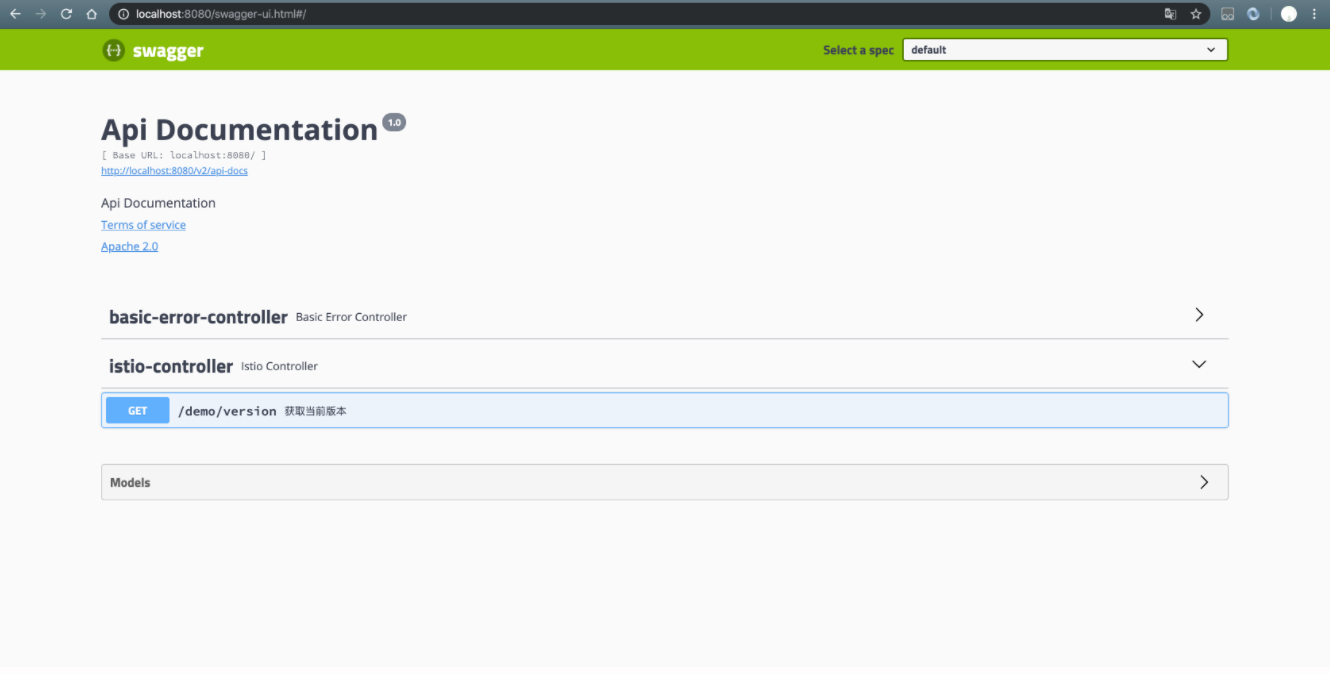 localhost:8080/swagger-ui.html#/
{···} swagger
Select a spec default
Api Documentation 1.0
[ Base URL: localhost:8080/ ]
http://localhost:8080/v2/api-docs
Api Documentation
Terms of service
Apache 2.0
basic-error-controller Basic Error Controller
istio-controller Istio Controller
GET /demo/version 获取当前版本
Models